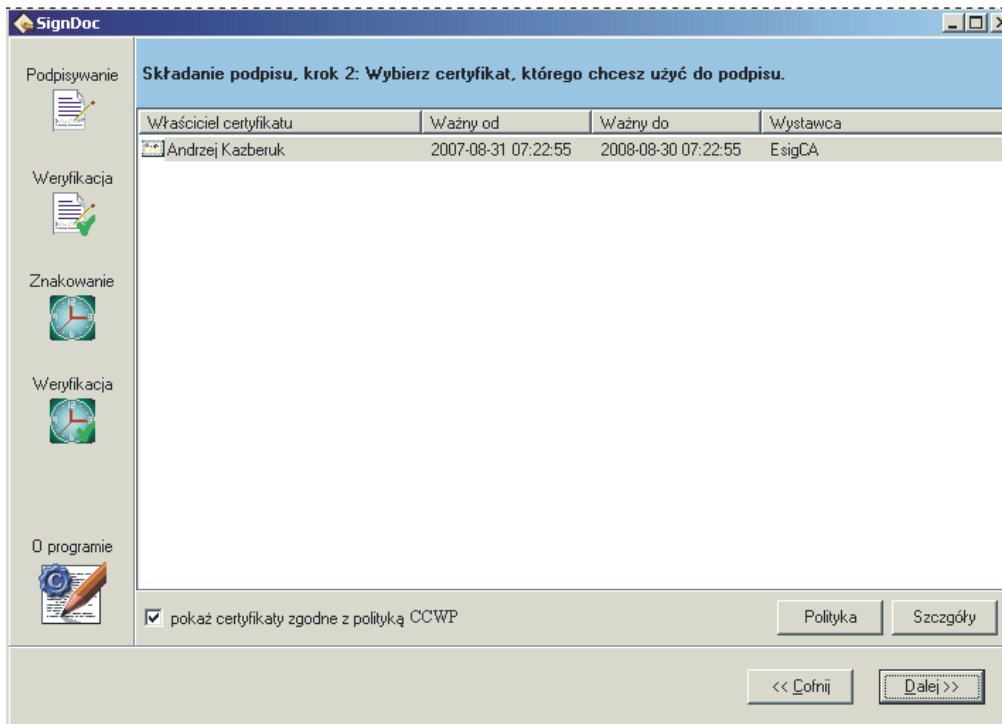 SignDoc
Podpisywanie
Weryfikacja
Znakowanie
Weryfikacja
O programie
Składanie podpisu, krok 2: Wybierz certyfikat, którego chcesz użyć do podpisu.
Właściciel certyfikatu Ważny od Ważny do Wystawca
Andrzej Kazberuk 2007-08-31 07:22:55 2008-08-30 07:22:55 EsigCA
pokaż certyfikaty zgodne z polityką CCWP Polityka Szczgóły
<< Cofnij Dalej >>